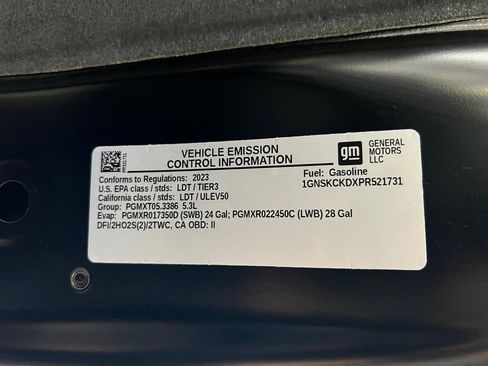 VEHICLE EMISSION
CONTROL INFORMATION
gm
GENERAL
MOTORS
LLC
Conforms to Regulations: 2023
Fuel: Gasoline
U.S. EPA class / stds: LDT / TIER3
1GNSKCKDXPR521731
California class / stds: LDT / ULEV50
Group: PGMXT05.3386 5.3L
Evap: PGMXR017350D (SWB) 24 Gal; PGMXR022450C (LWB) 28 Gal
DFI/2HO2S(2)/2TWC, CA OBD: II